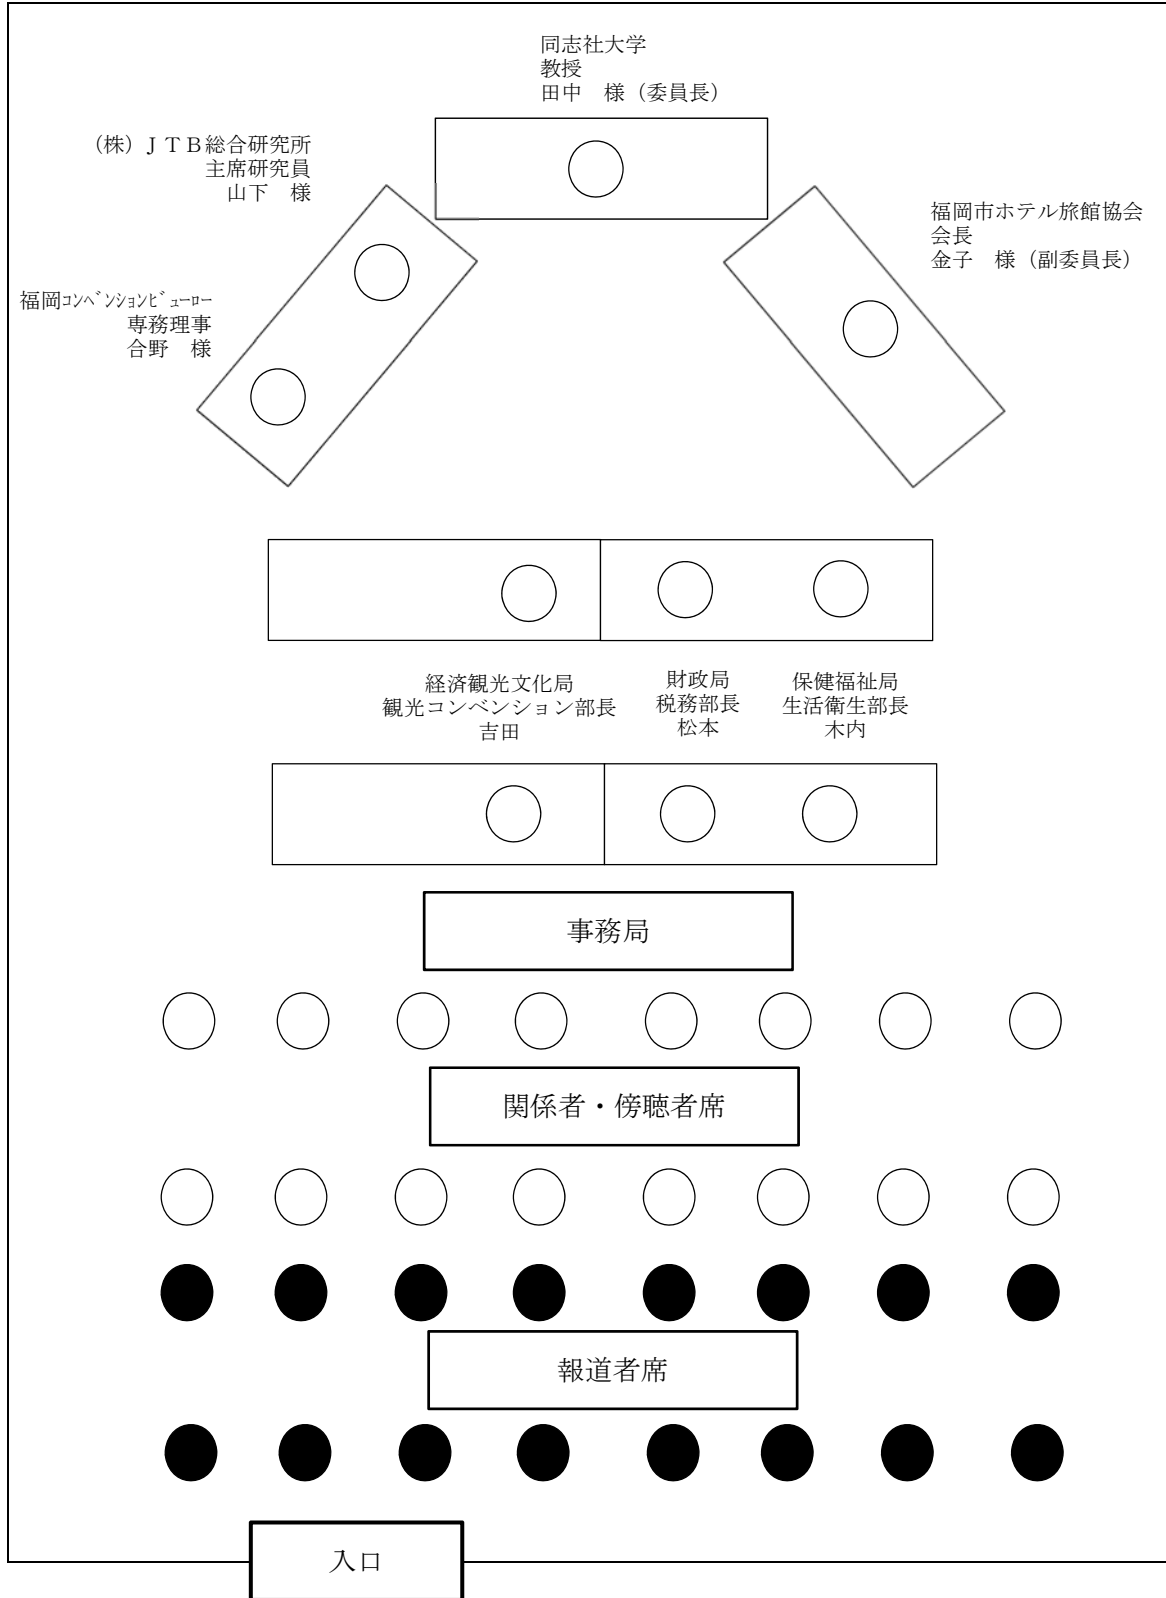 同志社大学
教授
田中　様（委員長）
（株）ＪＴＢ総合研究所
主席研究員
山下　様
福岡市ホテル旅館協会
会長
金子　様（副委員長）
福岡ｺﾝﾍﾞﾝｼｮﾝﾋﾞｭｰﾛｰ
専務理事
合野　様
経済観光文化局
観光コンベンション部長
吉田
財政局
税務部長
松本
保健福祉局
生活衛生部長
木内
事務局
関係者・傍聴者席
報道者席
入口